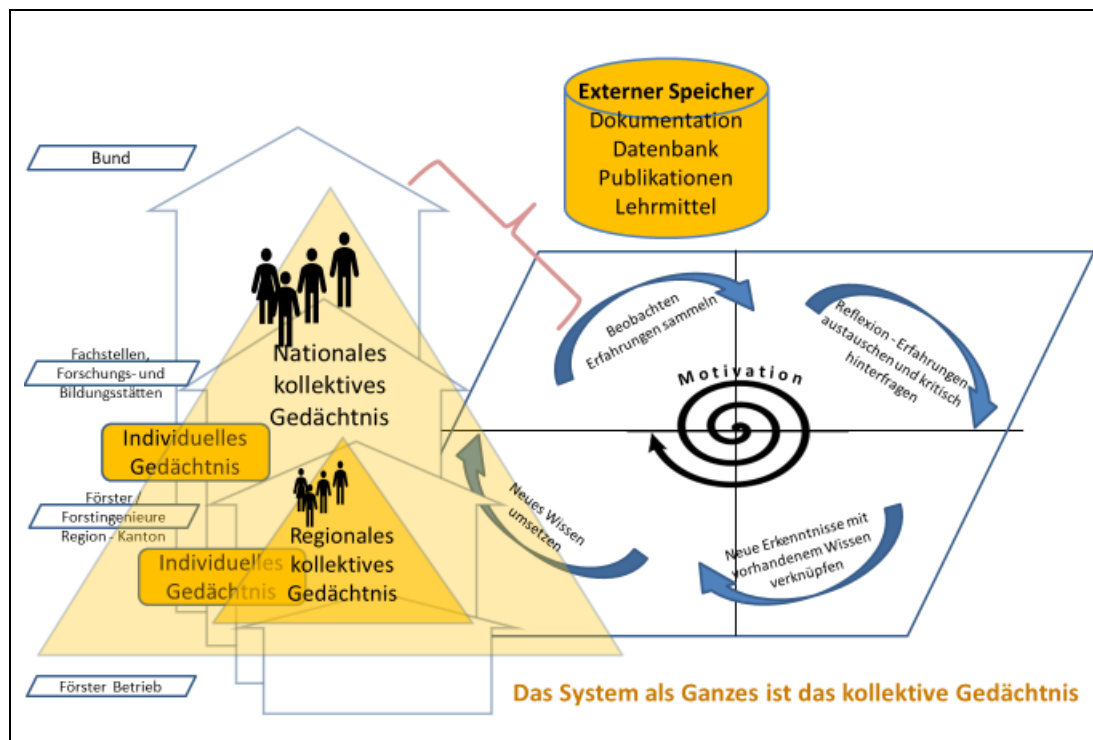 Externer Speicher
Dokumentation
Datenbank
Publikationen
Lehrmittel
Bund
Fachstellen,
Forschungs- und
Bildungsstätten
Förster /
Forstingenieure
Region - Kanton
Förster Betrieb
Nationales
kollektives
Gedächtnis
Individuelles
Gedächtnis
Regionales
kollektives
Gedächtnis
Individuelles
Gedächtnis
Beobachten
Erfahrungen sammeln
Reflexion - Erfahrungen
austauschen und kritisch
hinterfragen
Motivation
Neues Wissen
umsetzen
Neue Erkenntnisse mit
vorhandenem Wissen
verknüpfen
Das System als Ganzes ist das kollektive Gedächtnis